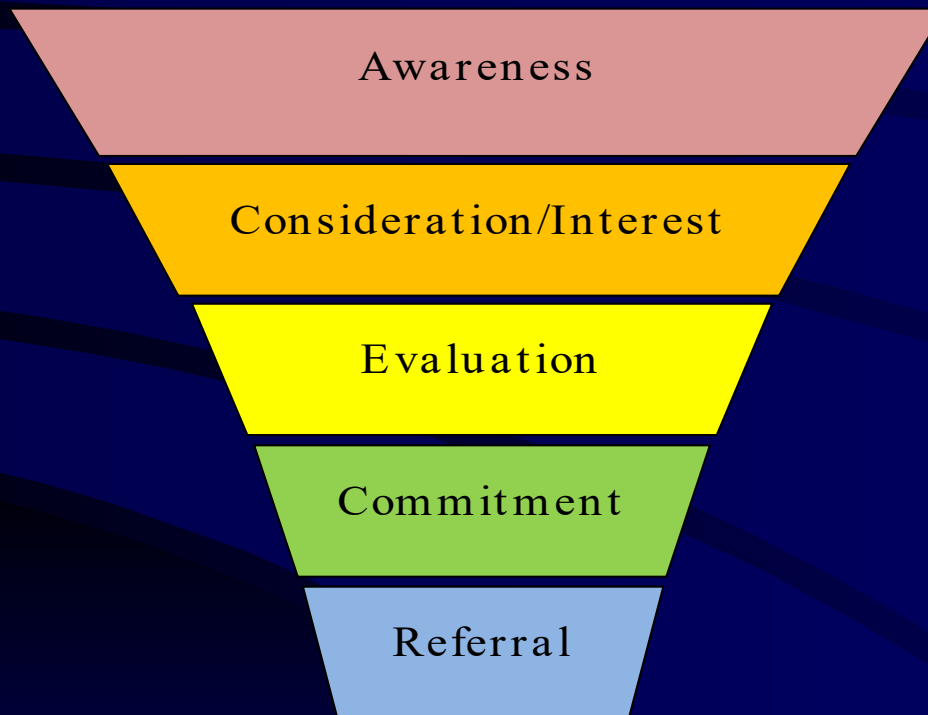 Awareness
Consideration/Interest
Evaluation
Commitment
Referral